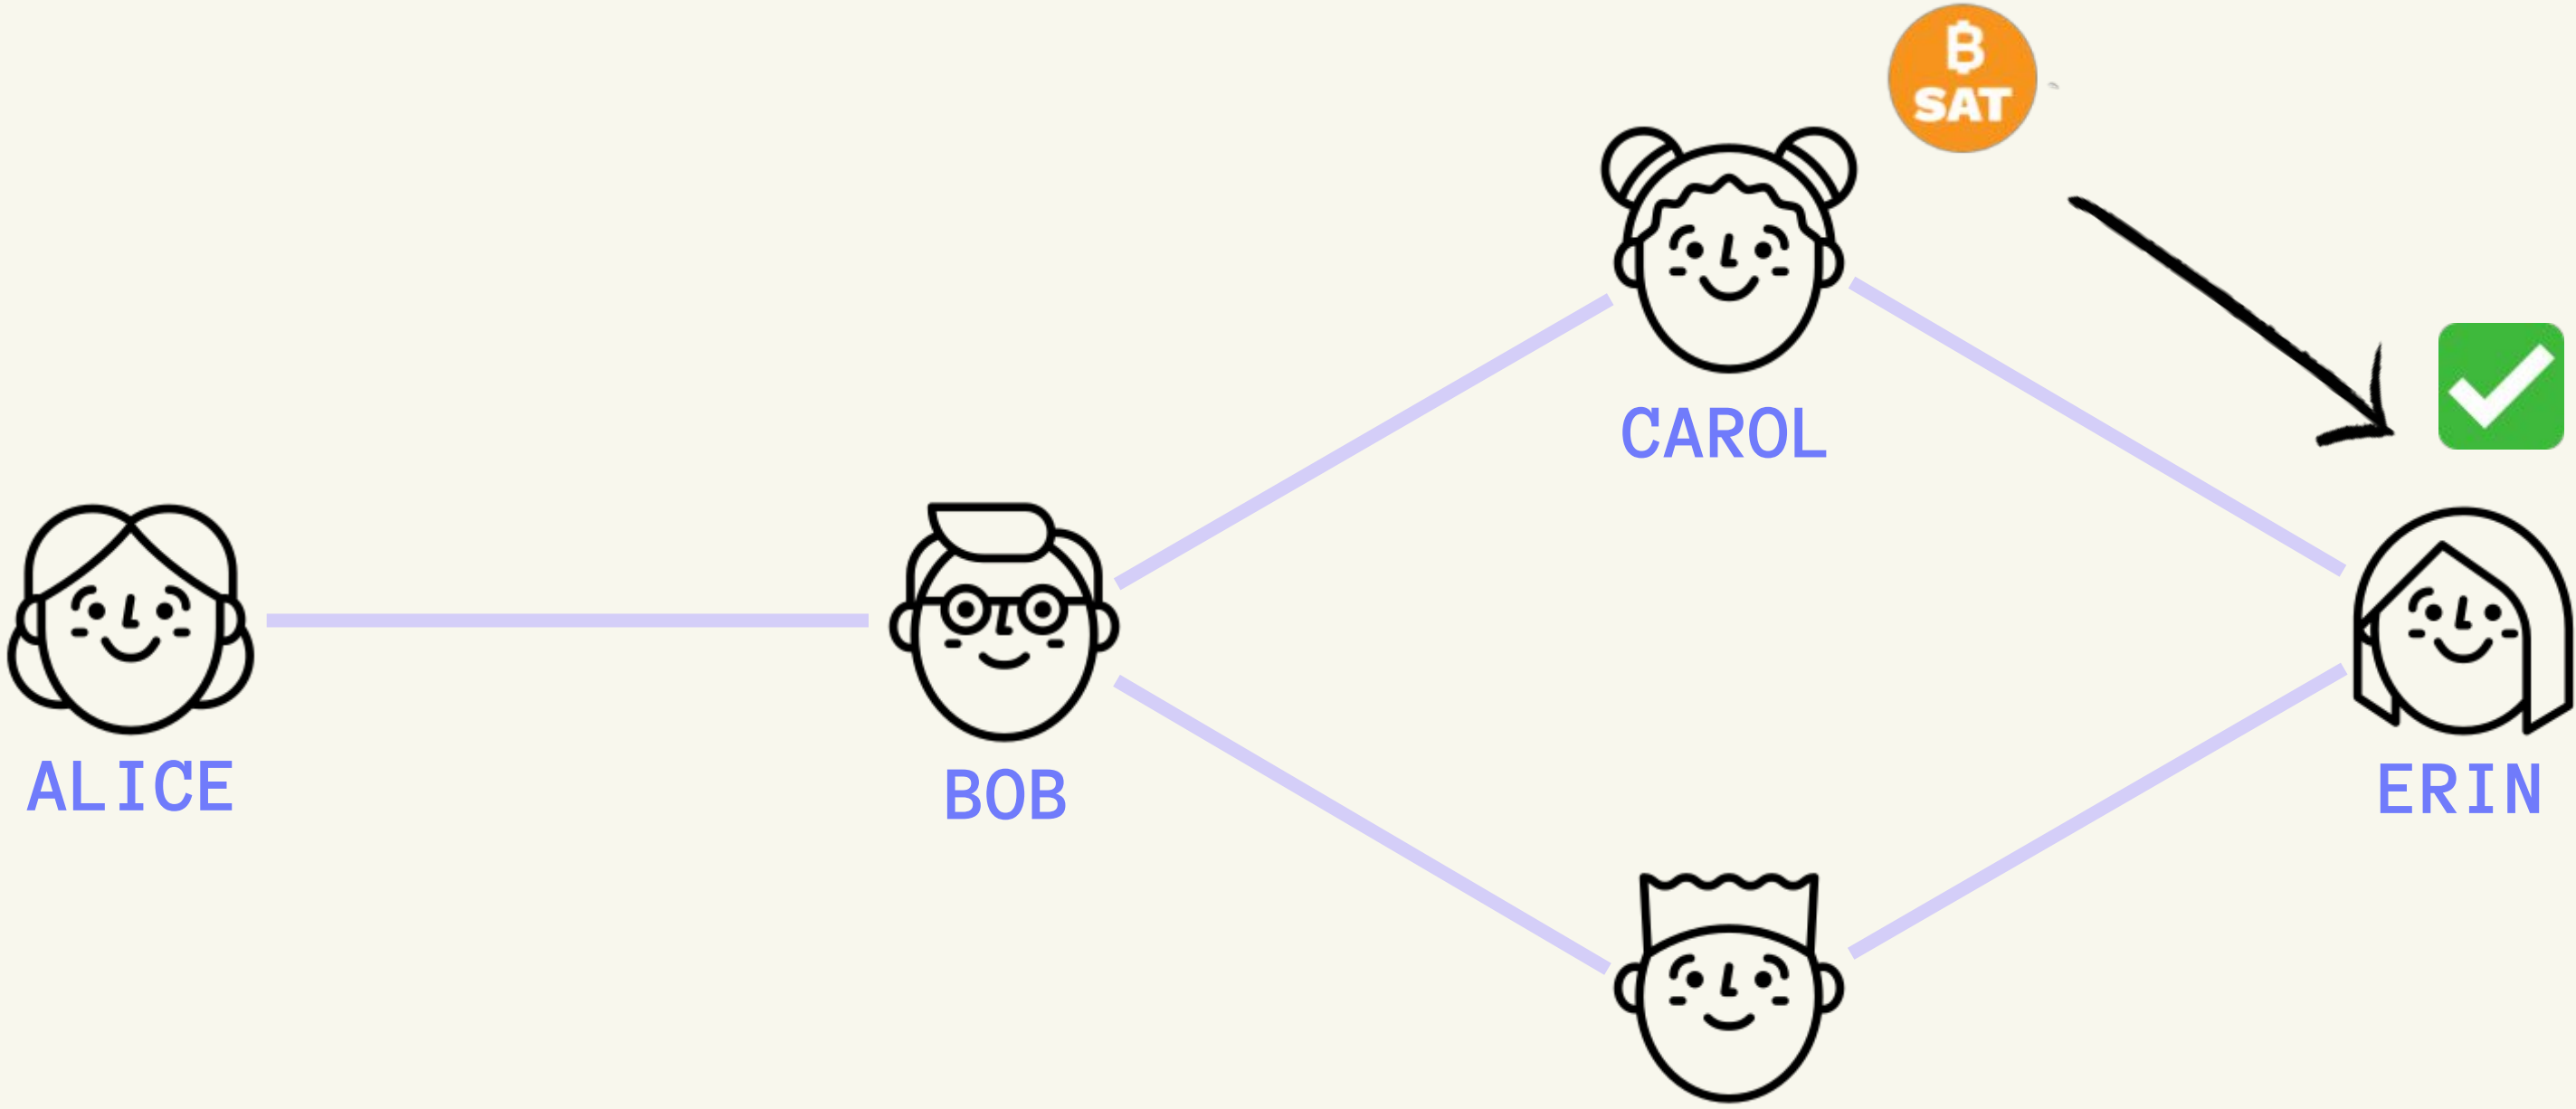 ₿
SAT
CAROL
ALICE
BOB
ERIN